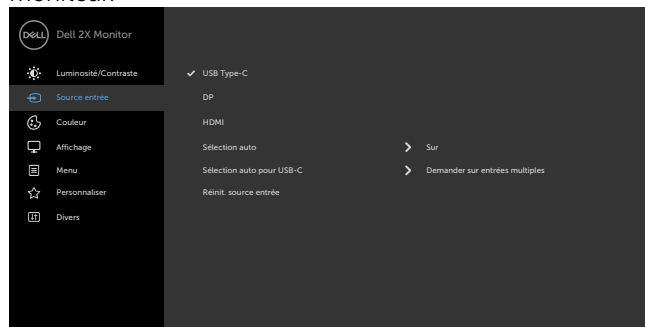 DELL Dell 2X Monitor
Luminosité/Contraste USB Type-C
Source entrée DP
Couleur HDMI
Affichage Sélection auto Sur
Menu Sélection auto pour USB-C Demander sur entrées multiples
Personnaliser Réinit. source entrée
Divers